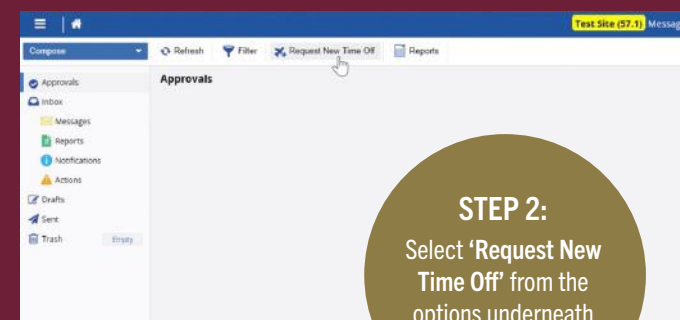 Test Site (57.1) Messag
Compose Refresh Filter Request New Time Off Reports
Approvals
Approvals
Inbox
Messages
Reports
Notifications
Actions
Drafts
Sent
Trash Empty
STEP 2:
Select ‘Request New
Time Off’ from the
options underneath